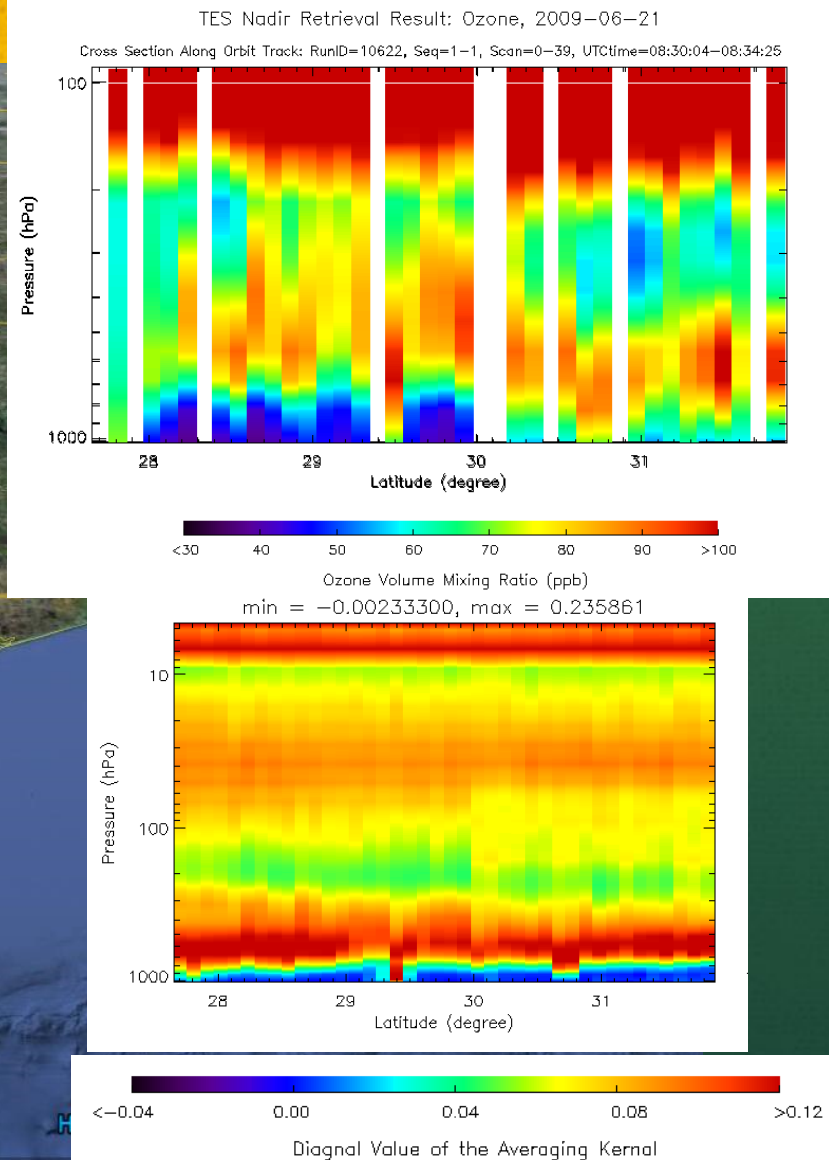 TES Nadir Retrieval Result: Ozone, 2009-06-21
Cross Section Along Orbit Track: RunID=10622, Seq=1-1, Scan=0-39, UTCtime=08:30:04-08:34:25
100
1000
Pressure (hPa)
28 29 30 31
Latitude (degree)
<30 40 50 60 70 80 90 >100
Ozone Volume Mixing Ratio (ppb)
min = -0.00233300, max = 0.235861
10
100
1000
Pressure (hPa)
28 29 30 31
Latitude (degree)
<-0.04 0.00 0.04 0.08 >0.12
H
Diagnal Value of the Averaging Kernal